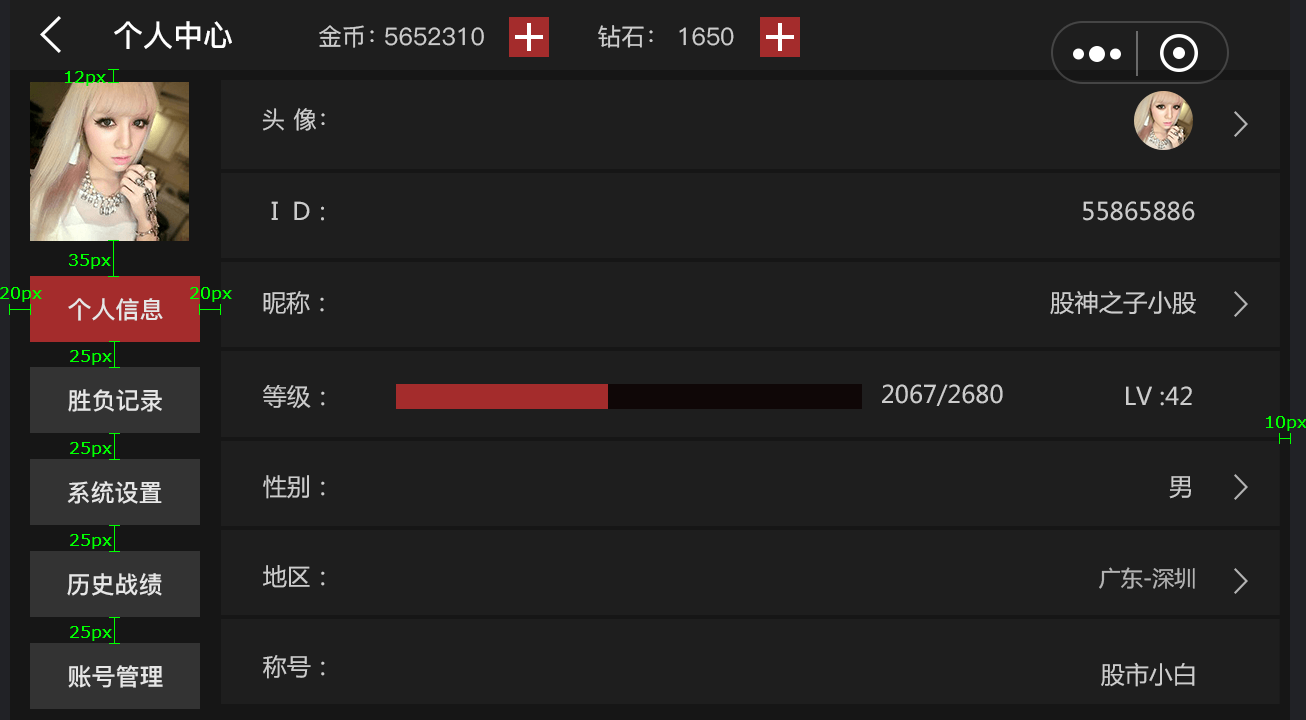 个人中心 金币：5652310 钻石： 1650
12px
头 像：
I D： 55865886
35px
20px 个人信息 20px
昵称： 股神之子小股
25px
胜负记录
等级： 2067/2680 LV :42
10px
25px
系统设置
性别： 男
25px
历史战绩
地区： 广东-深圳
25px
账号管理
称号： 股市小白